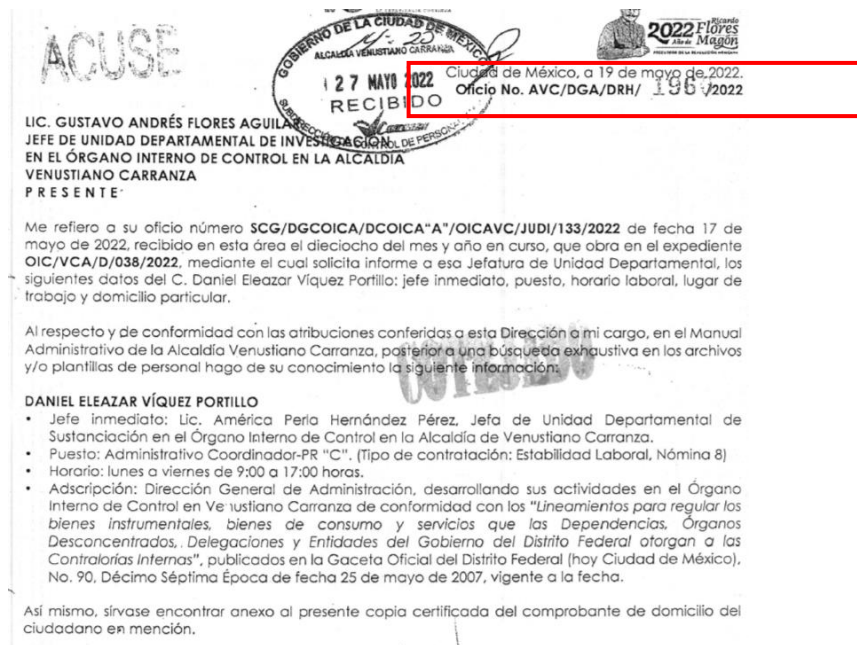 ACUSE
GOBIERNO DE LA CIUDAD DE MÉXICO
ALCALDÍA VENUSTIANO CARRANZA
27 MAYO 2022
RECIBIDO
2022 Ricardo Flores
Año de Magón
PRECURSOR DE LA REVOLUCIÓN MEXICANA
Ciudad de México, a 19 de mayo de 2022.
Oficio No. AVC/DGA/DRH/ 196 /2022
LIC. GUSTAVO ANDRÉS FLORES AGUILAR
JEFE DE UNIDAD DEPARTAMENTAL DE INVESTIGACIÓN
EN EL ÓRGANO INTERNO DE CONTROL EN LA ALCALDÍA
VENUSTIANO CARRANZA
P R E S E N T E
Me refiero a su oficio número SCG/DGCOICA/DCOICA"A"/OICAVC/JUDI/133/2022 de fecha 17 de
mayo de 2022, recibido en esta área el dieciocho del mes y año en curso, que obra en el expediente
OIC/VCA/D/038/2022, mediante el cual solicita informe a esa Jefatura de Unidad Departamental, los
siguientes datos del C. Daniel Eleazar Víquez Portillo: jefe inmediato, puesto, horario laboral, lugar de
trabajo y domicilio particular.
Al respecto y de conformidad con las atribuciones conferidas a esta Dirección a mi cargo, en el Manual
Administrativo de la Alcaldía Venustiano Carranza, posterior a una búsqueda exhaustiva en los archivos
y/o plantillas de personal hago de su conocimiento la siguiente información:
COTEJADO
DANIEL ELEAZAR VÍQUEZ PORTILLO
• Jefe inmediato: Lic. América Perla Hernández Pérez, Jefa de Unidad Departamental de
Sustanciación en el Órgano Interno de Control en la Alcaldía de Venustiano Carranza.
• Puesto: Administrativo Coordinador-PR "C". (Tipo de contratación: Estabilidad Laboral, Nómina 8)
• Horario: lunes a viernes de 9:00 a 17:00 horas.
• Adscripción: Dirección General de Administración, desarrollando sus actividades en el Órgano
Interno de Control en Venustiano Carranza de conformidad con los "Lineamientos para regular los
bienes instrumentales, bienes de consumo y servicios que las Dependencias, Órganos
Desconcentrados, Delegaciones y Entidades del Gobierno del Distrito Federal otorgan a las
Contralorías Internas", publicados en la Gaceta Oficial del Distrito Federal (hoy Ciudad de México),
No. 90, Décimo Séptima Época de fecha 25 de mayo de 2007, vigente a la fecha.
Así mismo, sírvase encontrar anexo al presente copia certificada del comprobante de domicilio del
ciudadano en mención.